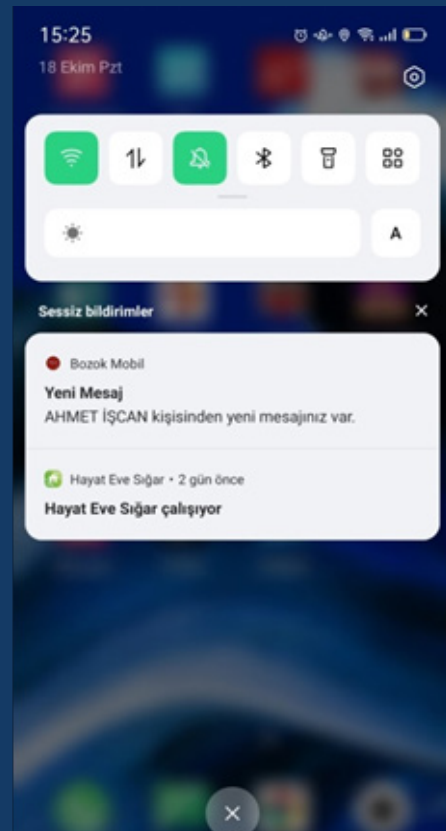 15:25
18 Ekim Pzt
A
Sessiz bildirimler
Bozok Mobil
Yeni Mesaj
AHMET İŞCAN kişisinden yeni mesajınız var.
Hayat Eve Sığar • 2 gün önce
Hayat Eve Sığar çalışıyor